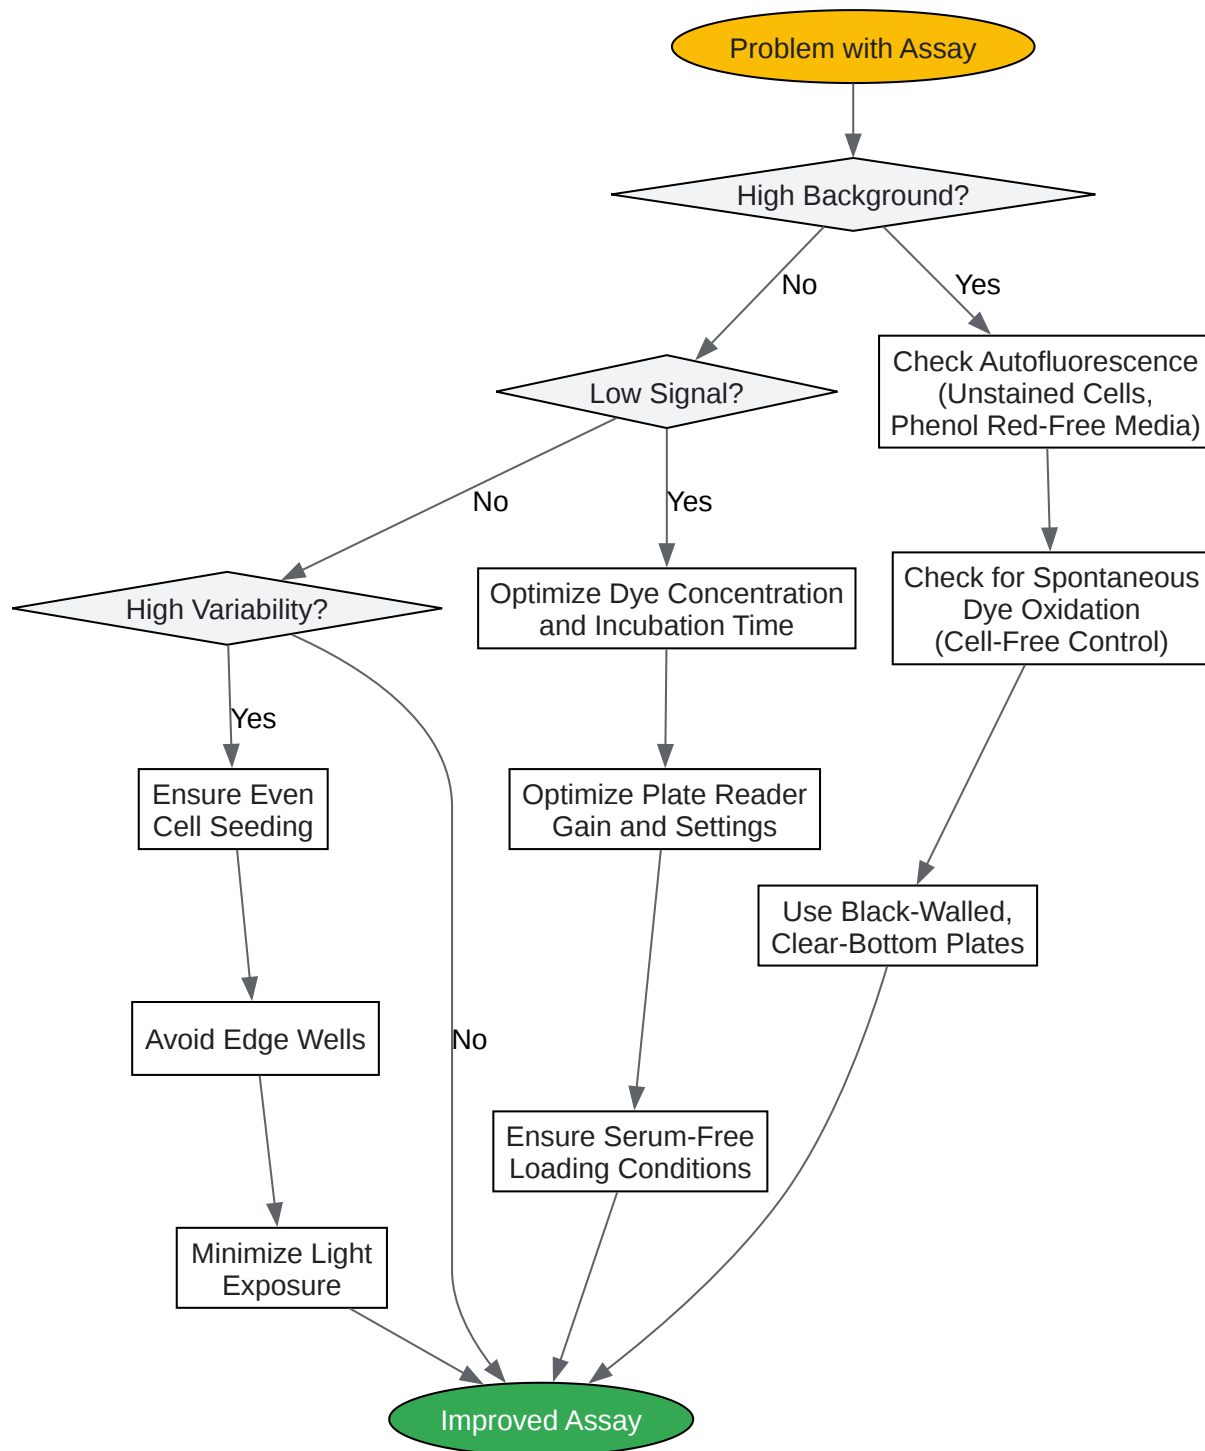 Problem with Assay
High Background?
No
Yes
Check Autofluorescence
(Unstained Cells,
Phenol Red-Free Media)
Low Signal?
No
Yes
Check for Spontaneous
Dye Oxidation
(Cell-Free Control)
High Variability?
Optimize Dye Concentration
and Incubation Time
Yes
Ensure Even
Cell Seeding
Optimize Plate Reader
Gain and Settings
Use Black-Walled,
Clear-Bottom Plates
Avoid Edge Wells
No
Ensure Serum-Free
Loading Conditions
Minimize Light
Exposure
Improved Assay